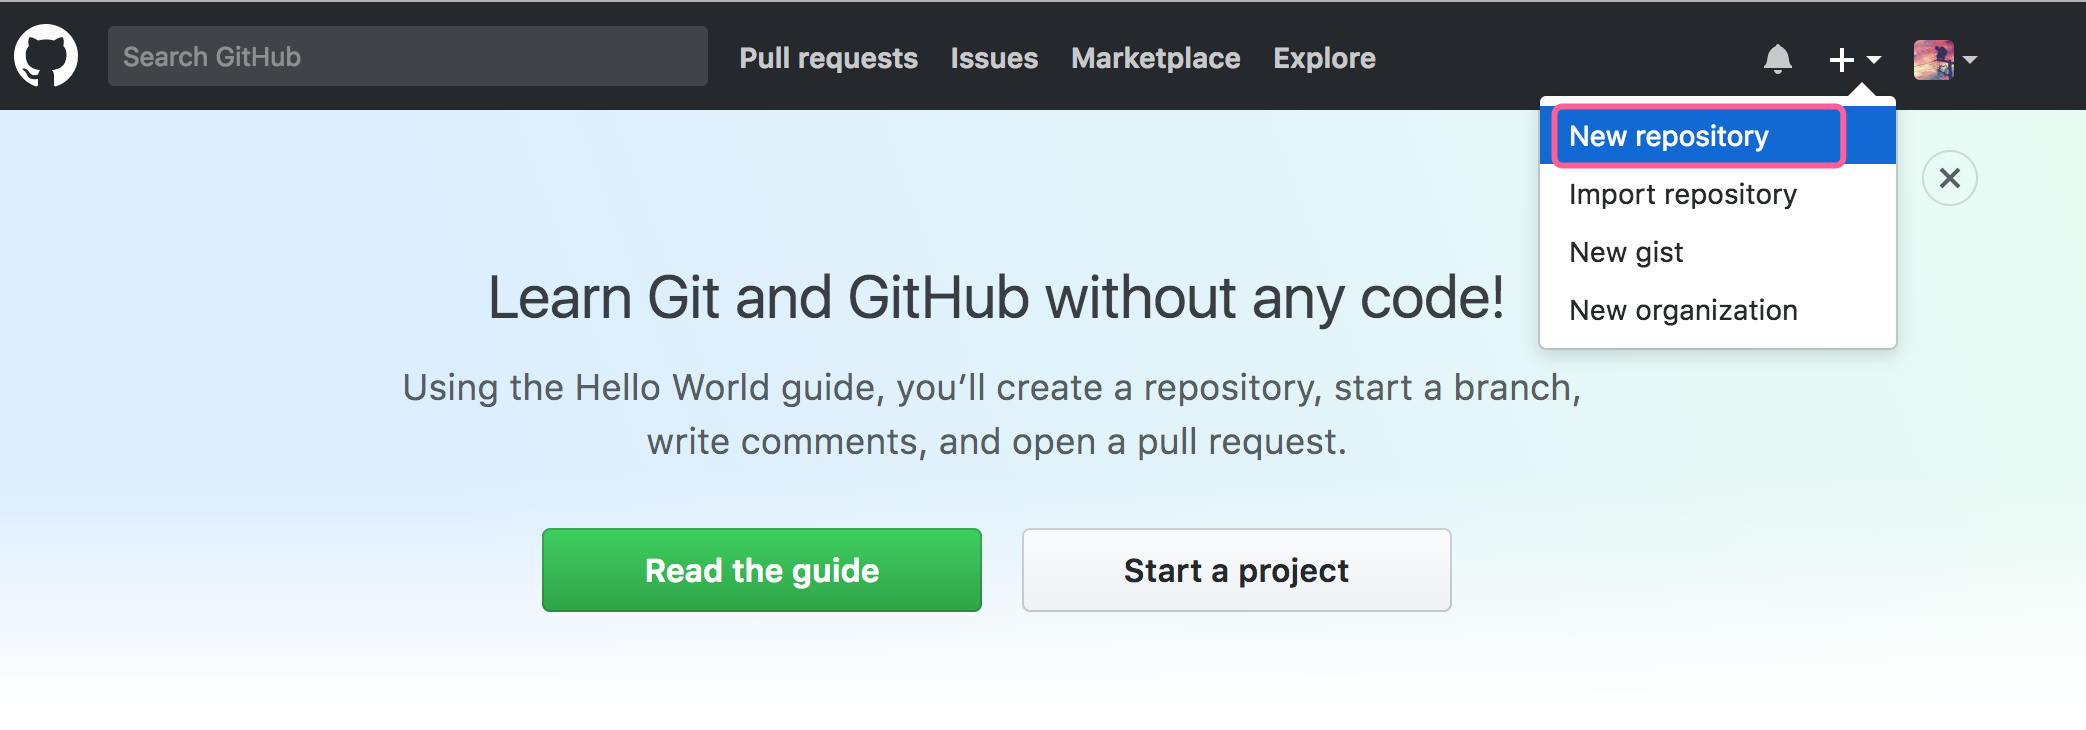 Search GitHub
Pull requests
Issues
Marketplace
Explore
New repository
Import repository
New gist
New organization
Learn Git and GitHub without any code!
Using the Hello World guide, you’ll create a repository, start a branch,
write comments, and open a pull request.
Read the guide
Start a project